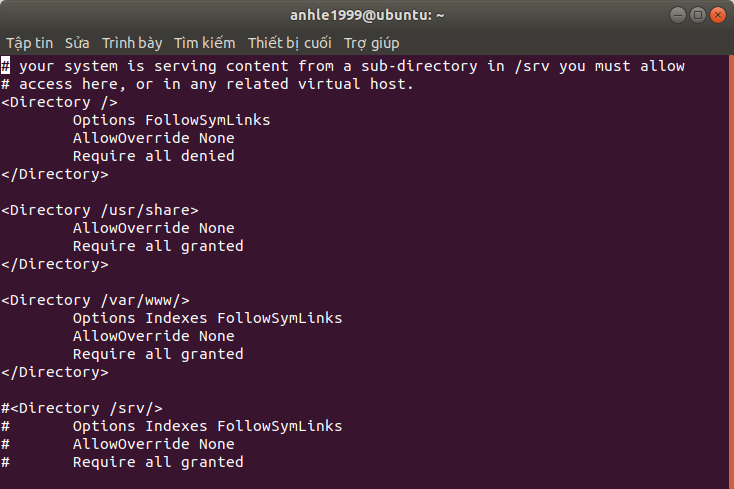 anhle1999@ubuntu: ~
Tập tin Sửa Trình bày Tìm kiếm Thiết bị cuối Trợ giúp
# your system is serving content from a sub-directory in /srv you must allow
# access here, or in any related virtual host.
<Directory />
        Options FollowSymLinks
        AllowOverride None
        Require all denied
</Directory>

<Directory /usr/share>
        AllowOverride None
        Require all granted
</Directory>

<Directory /var/www/>
        Options Indexes FollowSymLinks
        AllowOverride None
        Require all granted
</Directory>

#<Directory /srv/>
#       Options Indexes FollowSymLinks
#       AllowOverride None
#       Require all granted